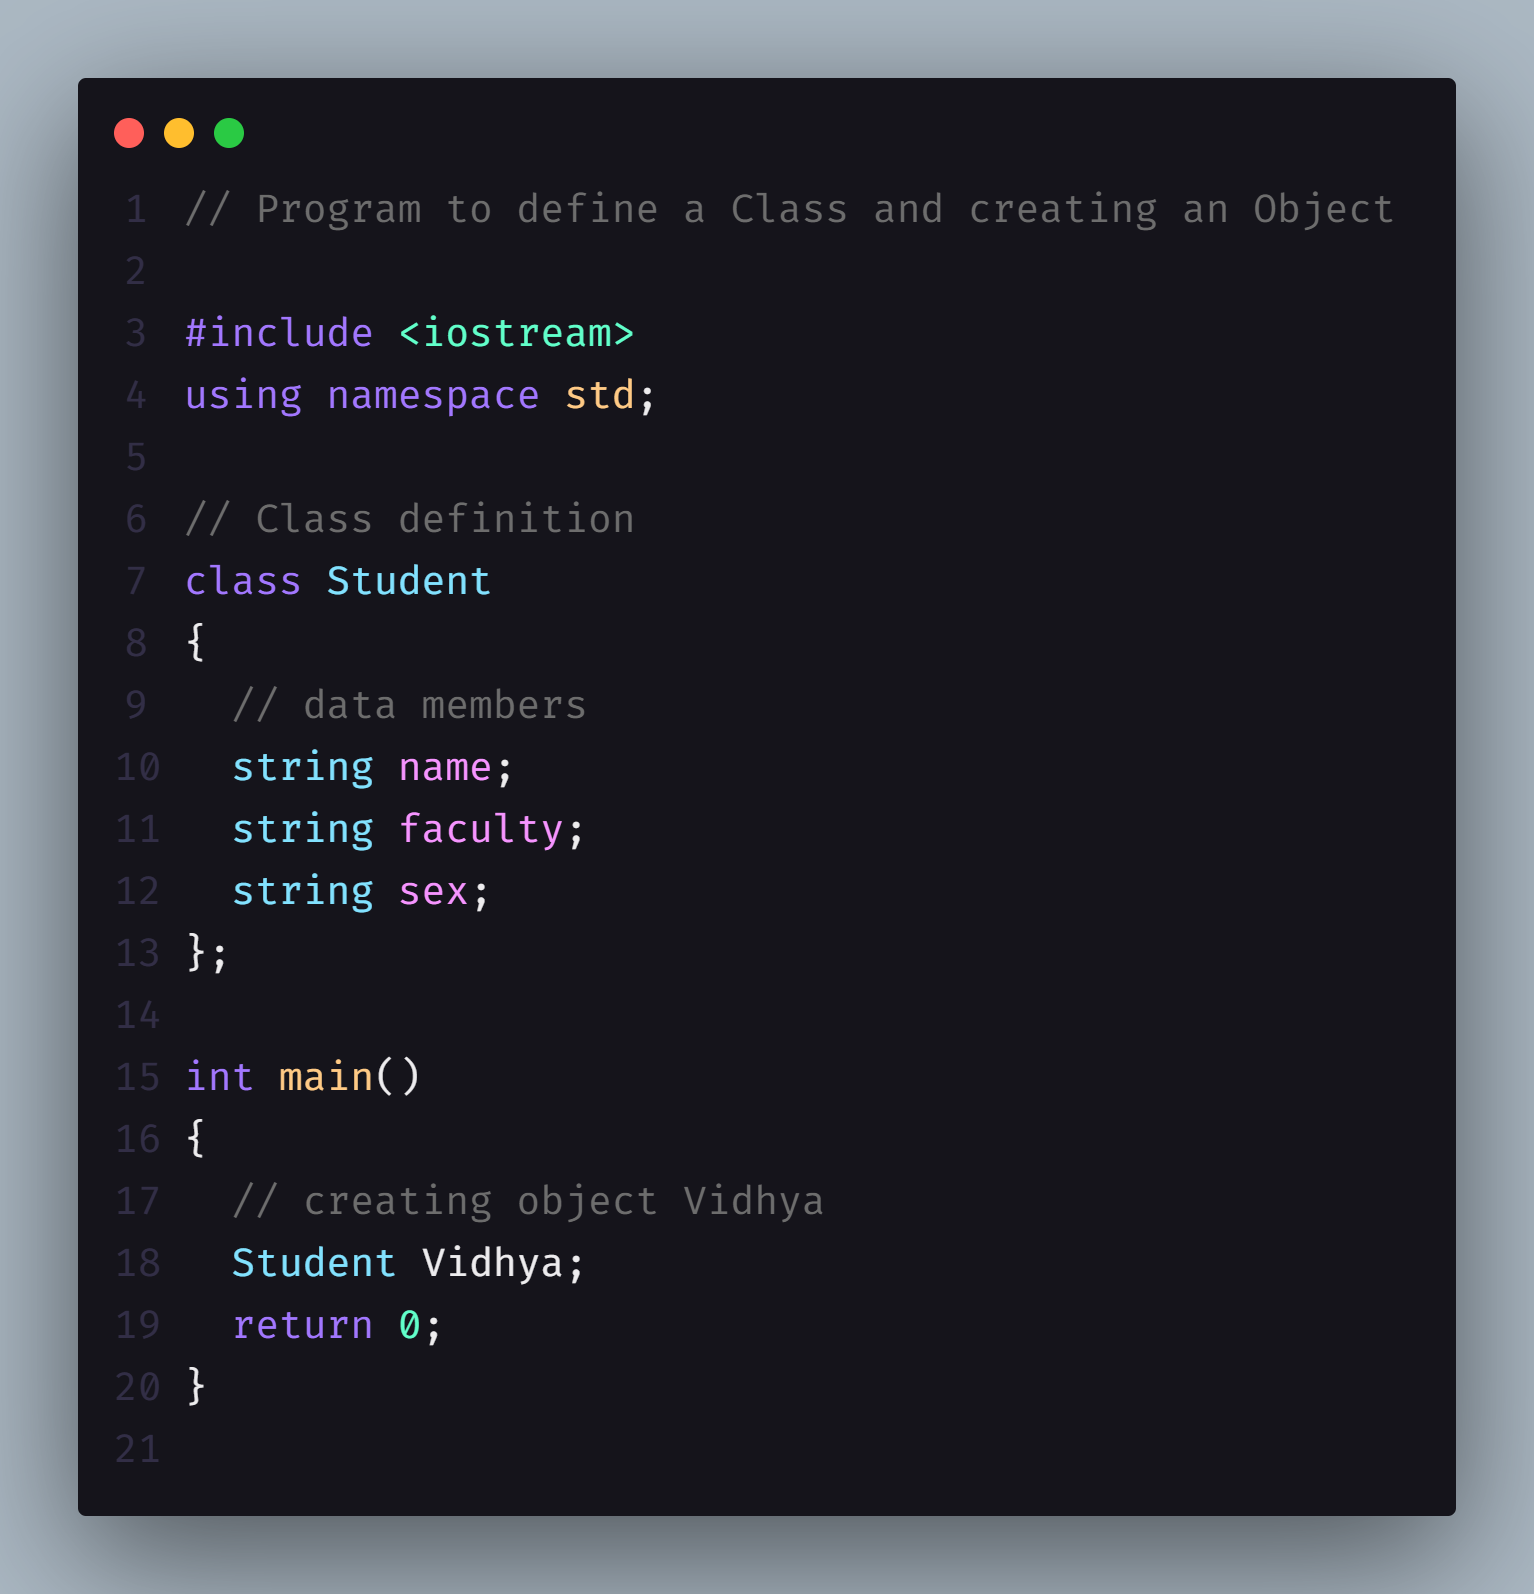 1 // Program to define a Class and creating an Object
2
3 #include <iostream>
4 using namespace std;
5
6 // Class definition
7 class Student
8 {
9   // data members
10   string name;
11   string faculty;
12   string sex;
13 };
14
15 int main()
16 {
17   // creating object Vidhya
18   Student Vidhya;
19   return 0;
20 }
21